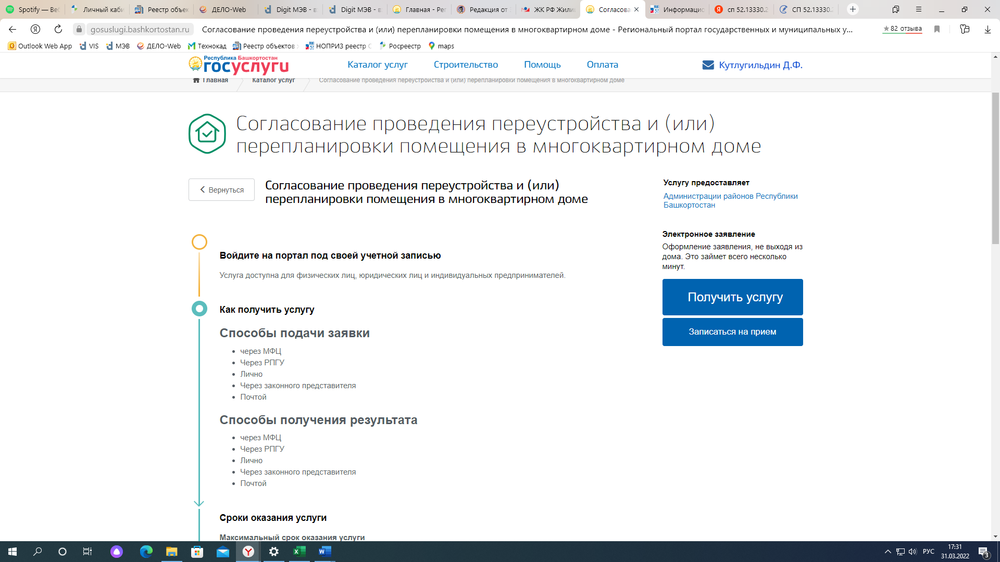 Spotify — Веб
Личный каби
Реестр объек
ДЕЛО-Web
Digit МЭВ - в
Digit МЭВ - в
Главная - Рег
Редакция от
ЖК РФ Жили
Согласова
Информацио
сп 52.13330.2
СП 52.13330.2
gosuslugi.bashkortostan.ru
Согласование проведения переустройства и (или) перепланировки помещения в многоквартирном доме - Региональный портал государственных и муниципальных у...
★ 82 отзыва
Outlook Web App
VIS
МЭВ
ДЕЛО-Web
Технокад
Реестр объектов
НОПРИЗ реестр С
Росреестр
maps
Республика Башкортостан
госуслуги
Каталог услуг
Строительство
Помощь
Оплата
Кутлугильдин Д.Ф.
Главная
Каталог услуг
Согласование проведения переустройства и (или) перепланировки помещения в многоквартирном доме
Согласование проведения переустройства и (или)
перепланировки помещения в многоквартирном доме
Вернуться
Согласование проведения переустройства и (или)
перепланировки помещения в многоквартирном доме
Услугу предоставляет
Администрации районов Республики
Башкортостан
Электронное заявление
Оформление заявления, не выходя из
дома. Это займет всего несколько
минут.
Получить услугу
Записаться на прием
Войдите на портал под своей учетной записью
Услуга доступна для физических лиц, юридических лиц и индивидуальных предпринимателей.
Как получить услугу
Способы подачи заявки
• через МФЦ
• Через РПГУ
• Лично
• Через законного представителя
• Почтой
Способы получения результата
• через МФЦ
• Через РПГУ
• Лично
• Через законного представителя
• Почтой
Сроки оказания услуги
Максимальный срок оказания услуги
РУС
17:31
31.03.2022
3